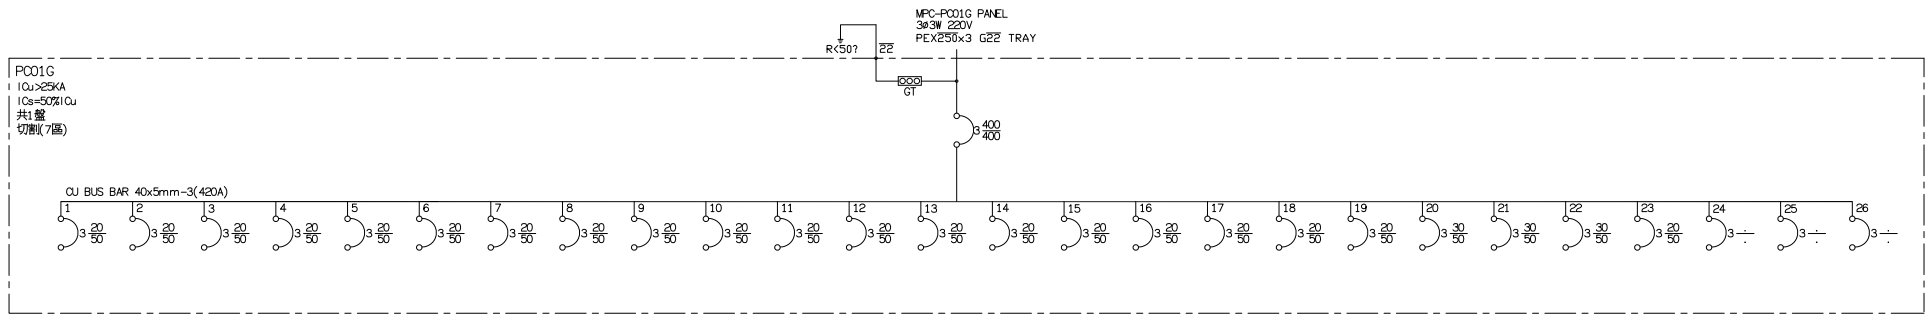 MPC-PC01G PANEL
3ø3W 220V
PEX250x3 G22 TRAY
R<50?
22
GT
PC01G
ICu>25KA
ICs=50%ICu
共1盤
切割(7區)
3 400
400
CU BUS BAR 40x5mm-3(420A)
1 2 3 4 5 6 7 8 9 10 11 12 13 14 15 16 17 18 19 20 21 22 23 24 25 26
3 20 3 20 3 20 3 20 3 20 3 20 3 20 3 20 3 20 3 20 3 20 3 20 3 20 3 20 3 20 3 20 3 20 3 20 3 20 3 30 3 30 3 30 3 20 3 . 3 . 3 .
50 50 50 50 50 50 50 50 50 50 50 50 50 50 50 50 50 50 50 50 50 50 50 . . .